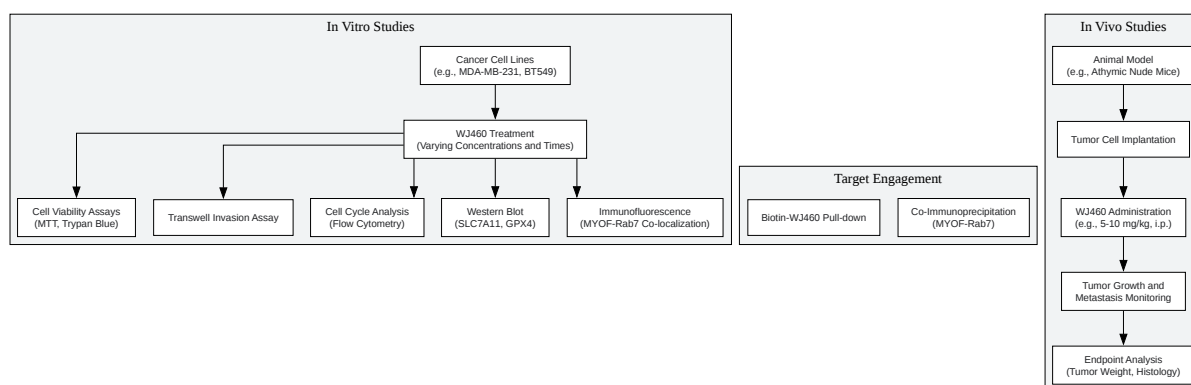 In Vitro Studies
Cancer Cell Lines
(e.g., MDA-MB-231, BT549)
WJ460 Treatment
(Varying Concentrations and Times)
Cell Viability Assays
(MTT, Trypan Blue)
Transwell Invasion Assay
Cell Cycle Analysis
(Flow Cytometry)
Western Blot
(SLC7A11, GPX4)
Immunofluorescence
(MYOF-Rab7 Co-localization)
Target Engagement
Biotin-WJ460 Pull-down
Co-Immunoprecipitation
(MYOF-Rab7)
In Vivo Studies
Animal Model
(e.g., Athymic Nude Mice)
Tumor Cell Implantation
WJ460 Administration
(e.g., 5-10 mg/kg, i.p.)
Tumor Growth and
Metastasis Monitoring
Endpoint Analysis
(Tumor Weight, Histology)